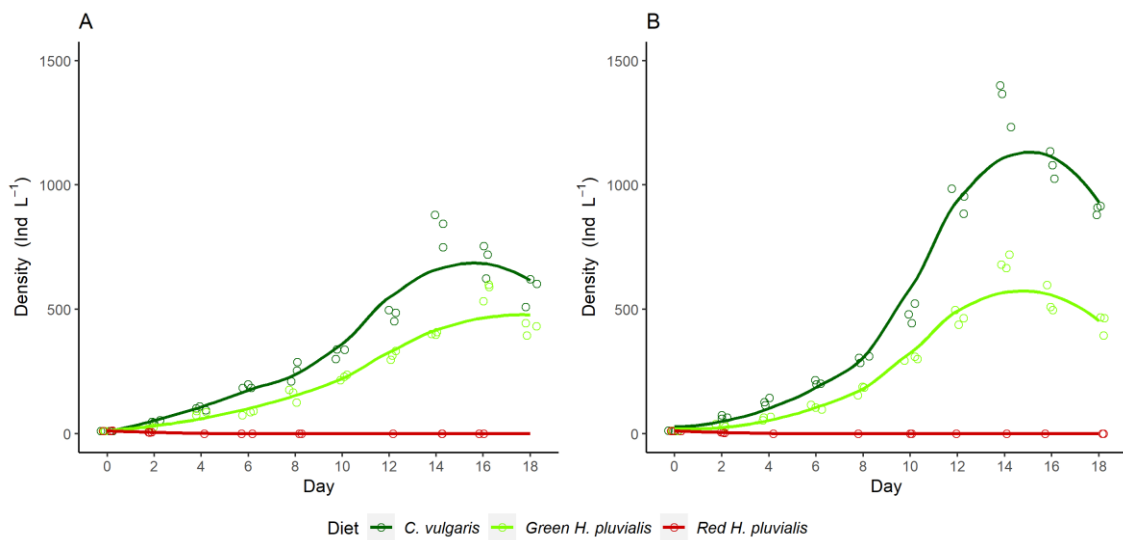 A
1500
1000
500
0
Density (Ind L⁻¹)
0 2 4 6 8 10 12 14 16 18
Day
B
1500
1000
500
0
Density (Ind L⁻¹)
0 2 4 6 8 10 12 14 16 18
Day
Diet C. vulgaris Green H. pluvialis Red H. pluvialis